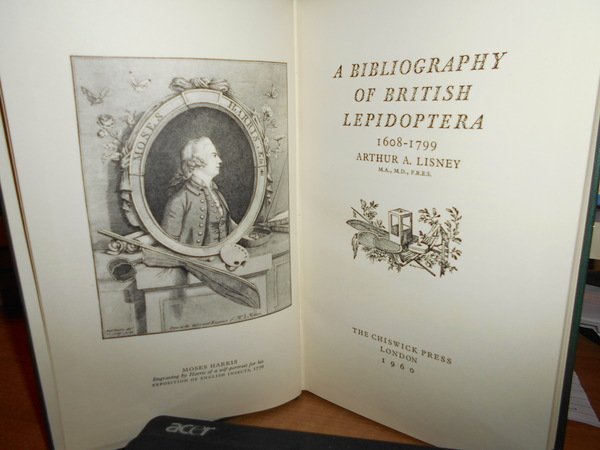 MOSES HARRIS
MOSES HARRIS
Engraving by Harris of a self-portrait for his
EXPOSITION OF ENGLISH INSECTS, 1776
A BIBLIOGRAPHY
OF BRITISH
LEPIDOPTERA
1608-1799
ARTHUR A. LISNEY
M.A., M.D., F.R.E.S.
THE CHISWICK PRESS
LONDON
1960
acer